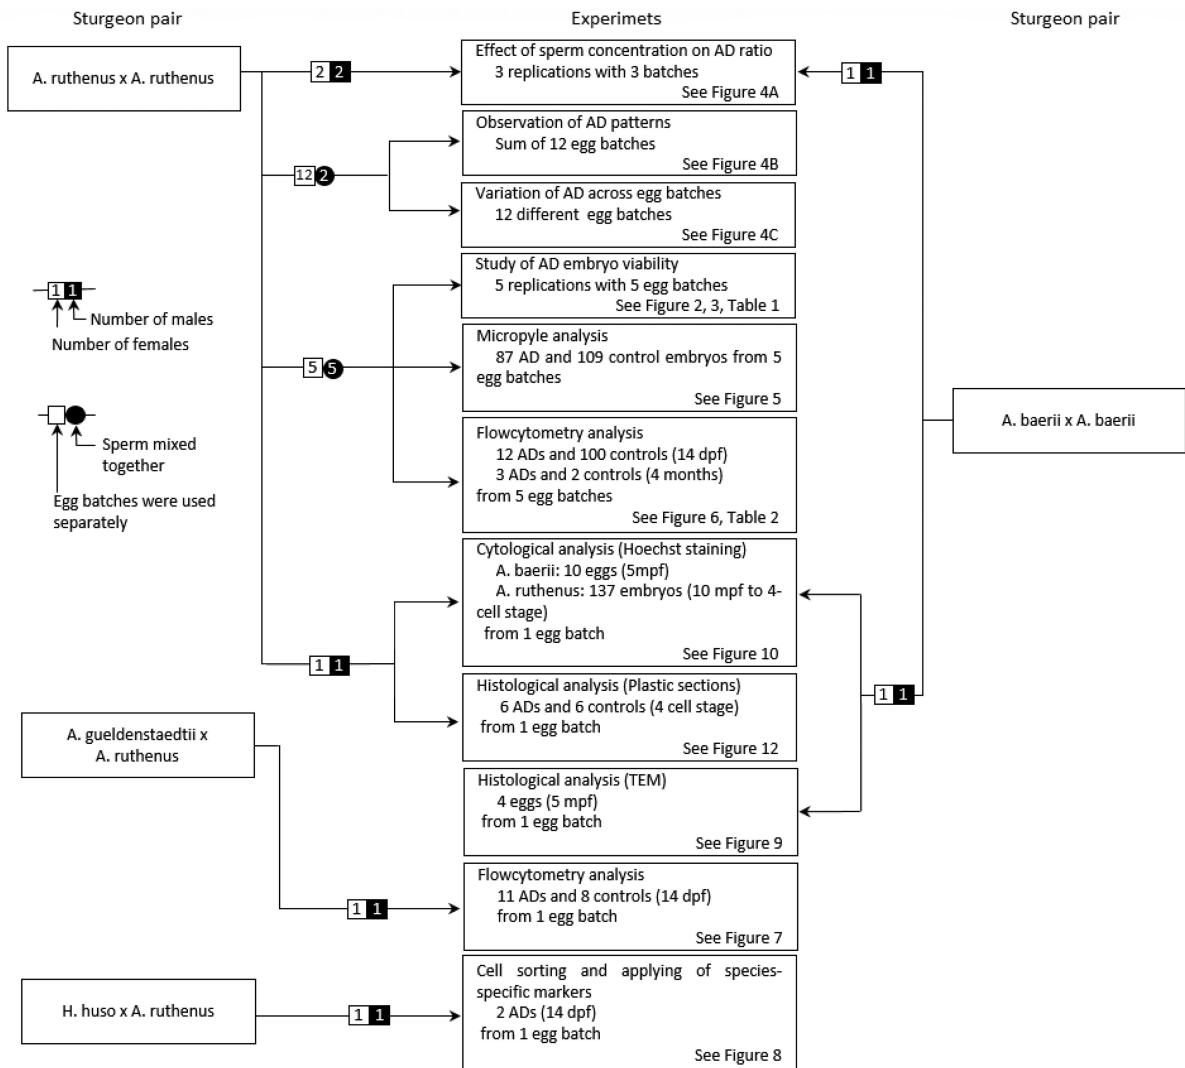 Sturgeon pair
Experimets
Sturgeon pair
A. ruthenus x A. ruthenus
2 2
Effect of sperm concentration on AD ratio
3 replications with 3 batches
See Figure 4A
1 1
Observation of AD patterns
Sum of 12 egg batches
See Figure 4B
12 2
Variation of AD across egg batches
12 different egg batches
See Figure 4C
Study of AD embryo viability
5 replications with 5 egg batches
See Figure 2, 3, Table 1
1 1
Number of males
Number of females
Micropyle analysis
87 AD and 109 control embryos from 5
egg batches
See Figure 5
5 5
A. baerii x A. baerii
Sperm mixed
together
Egg batches were used
separately
Flowcytometry analysis
12 ADs and 100 controls (14 dpf)
3 ADs and 2 controls (4 months)
from 5 egg batches
See Figure 6, Table 2
Cytological analysis (Hoechst staining)
A. baerii: 10 eggs (5mpf)
A. ruthenus: 137 embryos (10 mpf to 4-
cell stage)
from 1 egg batch
See Figure 10
1 1
1 1
Histological analysis (Plastic sections)
6 ADs and 6 controls (4 cell stage)
from 1 egg batch
See Figure 12
A. gueldenstaedtii x
A. ruthenus
Histological analysis (TEM)
4 eggs (5 mpf)
from 1 egg batch
See Figure 9
1 1
Flowcytometry analysis
11 ADs and 8 controls (14 dpf)
from 1 egg batch
See Figure 7
H. huso x A. ruthenus
1 1
Cell sorting and applying of species-
specific markers
2 ADs (14 dpf)
from 1 egg batch
See Figure 8